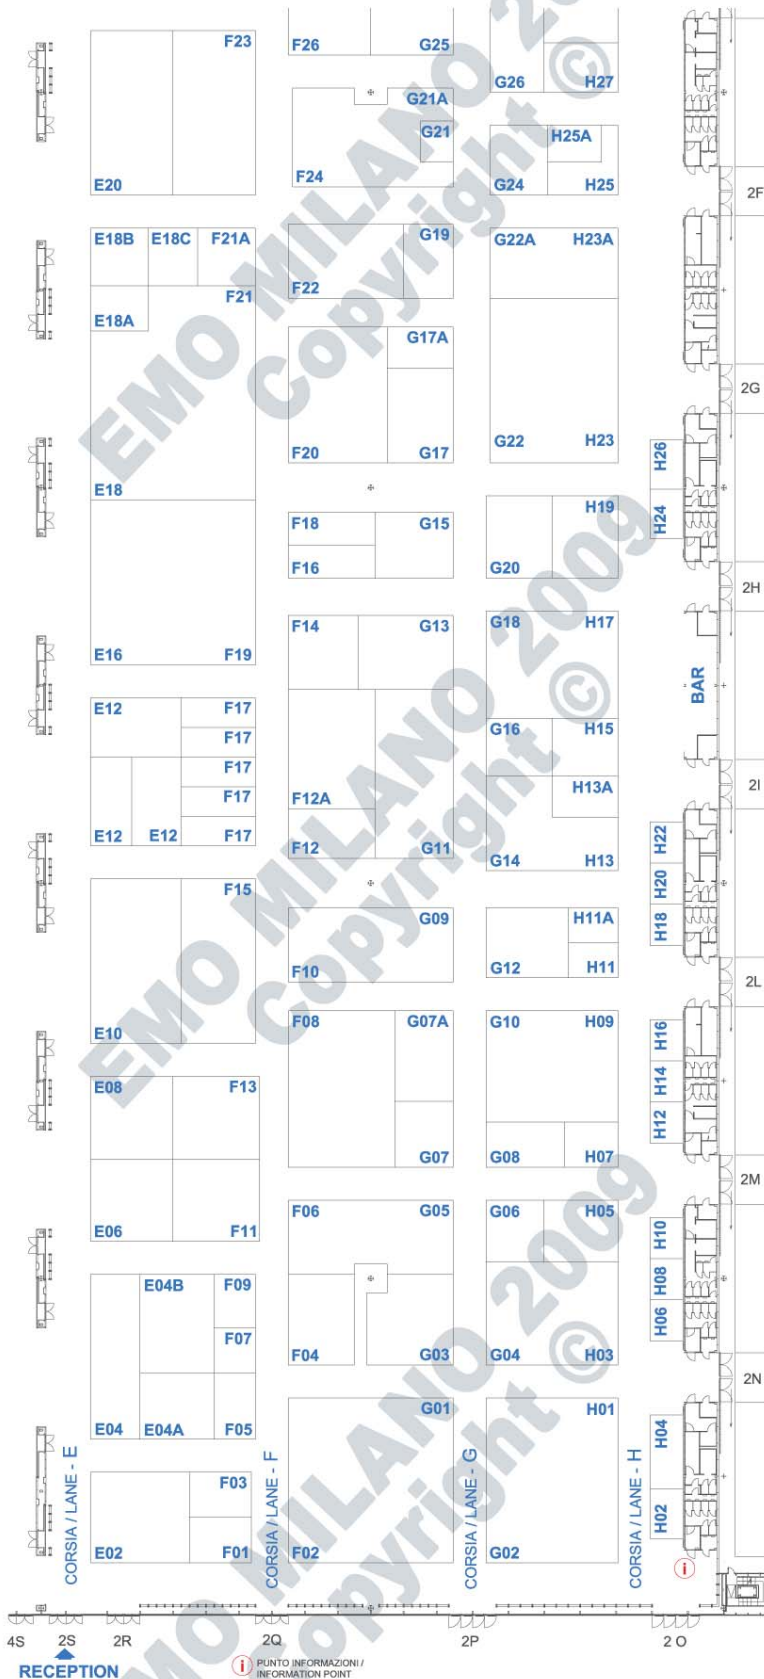 F23
F26
G25
G26
H27
G21A
G21
H25A
E20
F24
G24
H25
2F
E18B
E18C
F21A
G19
G22A
H23A
F21
F22
E18A
G17A
2G
F20
G17
G22
H23
H26
E18
F18
G15
H19
H24
F16
G20
2H
F14
G13
G18
H17
E16
F19
BAR
E12
F17
F17
G16
H15
F17
2I
F12A
F17
H13A
E12
E12
F17
F12
G11
G14
H13
H22
H20
F15
G09
H11A
H18
F10
G12
H11
2L
F08
G07A
G10
H09
H16
E10
E08
F13
H14
H12
G07
G08
H07
2M
F06
G05
G06
H05
H10
E06
F11
E04B
F09
H08
H06
F07
F04
G03
G04
H03
2N
G01
H01
E04
E04A
F05
H04
F03
H02
E02
F01
F02
G02
CORSIA / LANE - E
CORSIA / LANE - F
CORSIA / LANE - G
CORSIA / LANE - H
i
4S
2S
2R
2Q
2P
2 O
RECEPTION
i
PUNTO INFORMAZIONI /
INFORMATION POINT
EMO MILANO 2009
Copyright ©
EMO MILANO 2009
Copyright ©
EMO MILANO 2009
Copyright ©